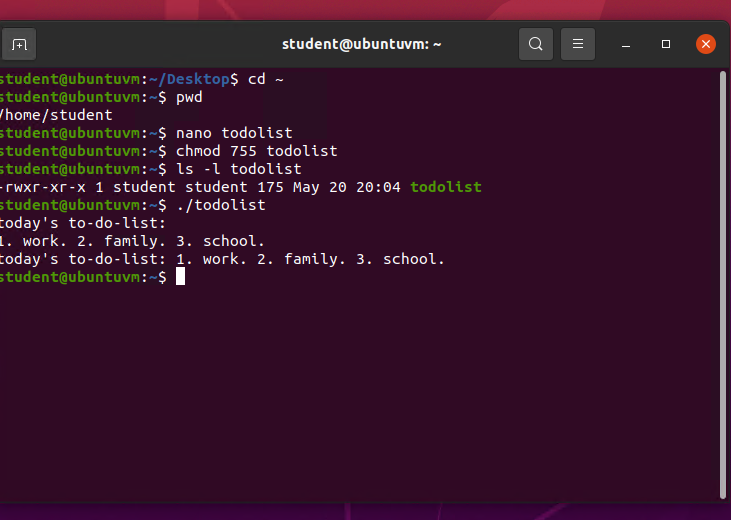 student@ubuntuvm: ~
student@ubuntuvm:~/Desktop$ cd ~
student@ubuntuvm:~$ pwd
/home/student
student@ubuntuvm:~$ nano todolist
student@ubuntuvm:~$ chmod 755 todolist
student@ubuntuvm:~$ ls -l todolist
-rwxr-xr-x 1 student student 175 May 20 20:04 todolist
student@ubuntuvm:~$ ./todolist
today's to-do-list:
1. work. 2. family. 3. school.
today's to-do-list: 1. work. 2. family. 3. school.
student@ubuntuvm:~$